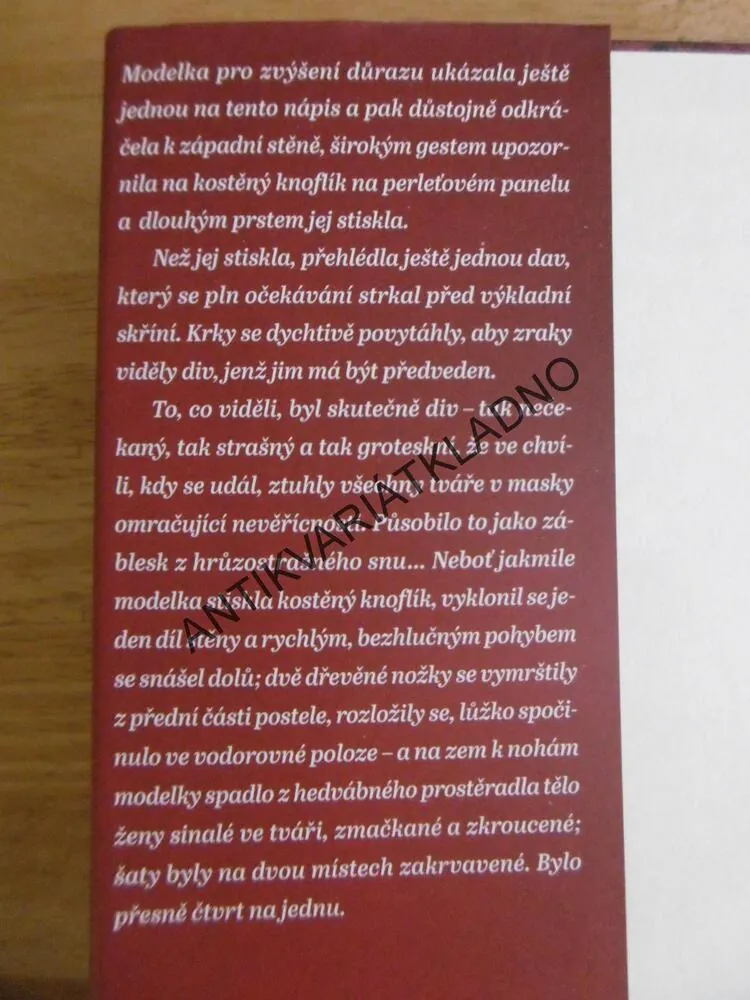 Modelka pro zvýšení důrazu ukázala ještě
jednou na tento nápis a pak důstojně odkrá-
čela k západní stěně, širokým gestem upozor-
nila na kostěný knoflík na perleťovém panelu
a dlouhým prstem jej stiskla.
Než jej stiskla, přehlédla ještě jednou dav,
který se pln očekávání strkal před výkladní
skříní. Krky se dychtivě povytáhly, aby zraky
viděly div, jenž jim má být předveden.
To, co viděli, byl skutečně div – tak neče-
kaný, tak strašný a tak groteskní, že ve chví-
li, kdy se udál, ztuhly všechny tváře v masky
omračující nevěřícnosti. Působilo to jako zá-
blesk z hrůzostrašného snu... Neboť jakmile
modelka stiskla kostěný knoflík, vyklonil se je-
den díl stěny a rychlým, bezhlučným pohybem
se snášel dolů; dvě dřevěné nožky se vymrštily
z přední části postele, rozložily se, lůžko spoči-
nulo ve vodorovné poloze – a na zem k nohám
modelky spadlo z hedvábného prostěradla tělo
ženy sinalé ve tváři, zmačkané a zkroucené;
šaty byly na dvou místech zakrvavené. Bylo
přesně čtvrt na jednu.
ANTIKVARIÁTKLADNO